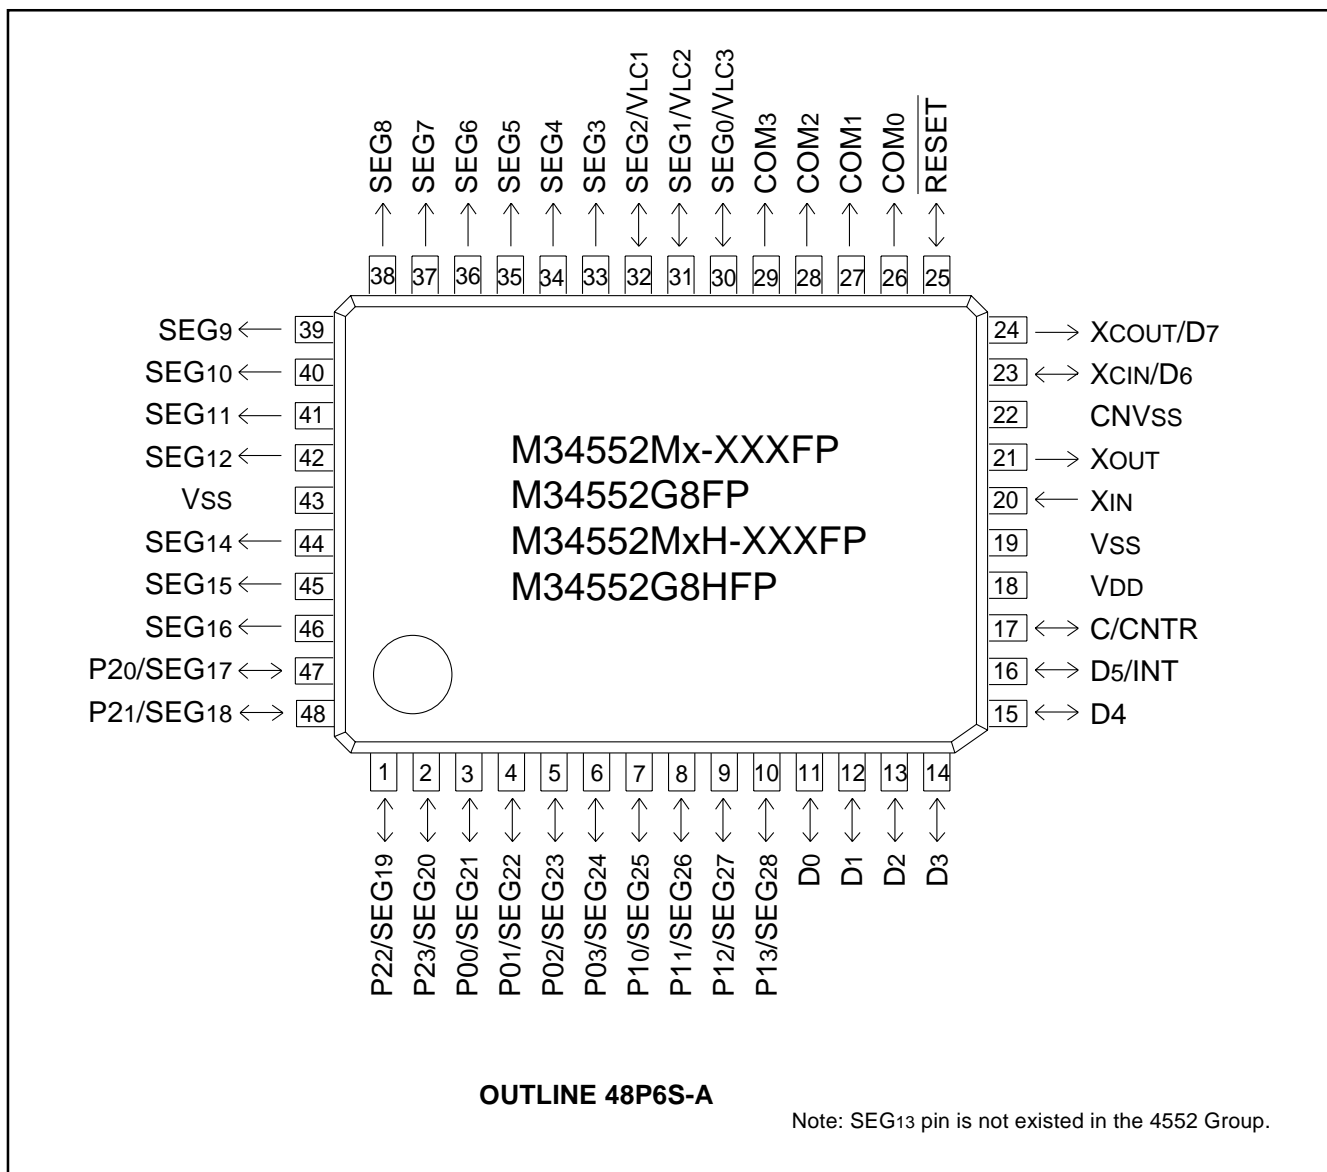 SEG8
SEG7
SEG6
SEG5
SEG4
SEG3
SEG2/VLC1
SEG1/VLC2
SEG0/VLC3
COM3
COM2
COM1
COM0
RESET
38
37
36
35
34
33
32
31
30
29
28
27
26
25
SEG9 39
SEG10 40
SEG11 41
SEG12 42
VSS 43
SEG14 44
SEG15 45
SEG16 46
P20/SEG17 47
P21/SEG18 48
M34552Mx-XXXFP
M34552G8FP
M34552MxH-XXXFP
M34552G8HFP
24 XCOUT/D7
23 XCIN/D6
22 CNVSS
21 XOUT
20 XIN
19 VSS
18 VDD
17 C/CNTR
16 D5/INT
15 D4
1
2
3
4
5
6
7
8
9
10
11
12
13
14
P22/SEG19
P23/SEG20
P00/SEG21
P01/SEG22
P02/SEG23
P03/SEG24
P10/SEG25
P11/SEG26
P12/SEG27
P13/SEG28
D0
D1
D2
D3
OUTLINE 48P6S-A
Note: SEG13 pin is not existed in the 4552 Group.